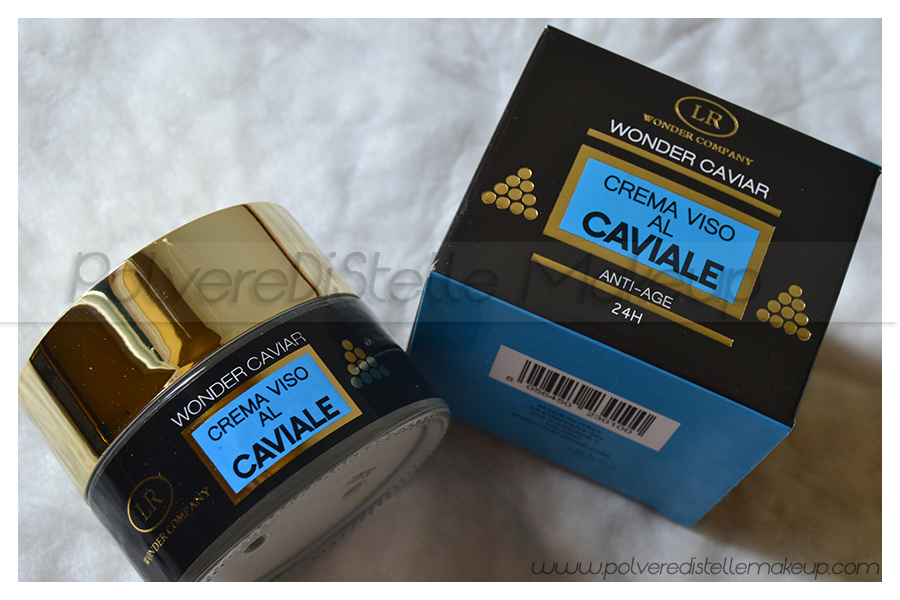 LR
WONDER COMPANY
WONDER CAVIAR
CREMA VISO
AL
CAVIALE
ANTI-AGE
24H
PolvereDiStelle Makeup
WONDER CAVIAR
CREMA VISO
AL
CAVIALE
LR
WONDER COMPANY
www.polveredistellemakeup.com